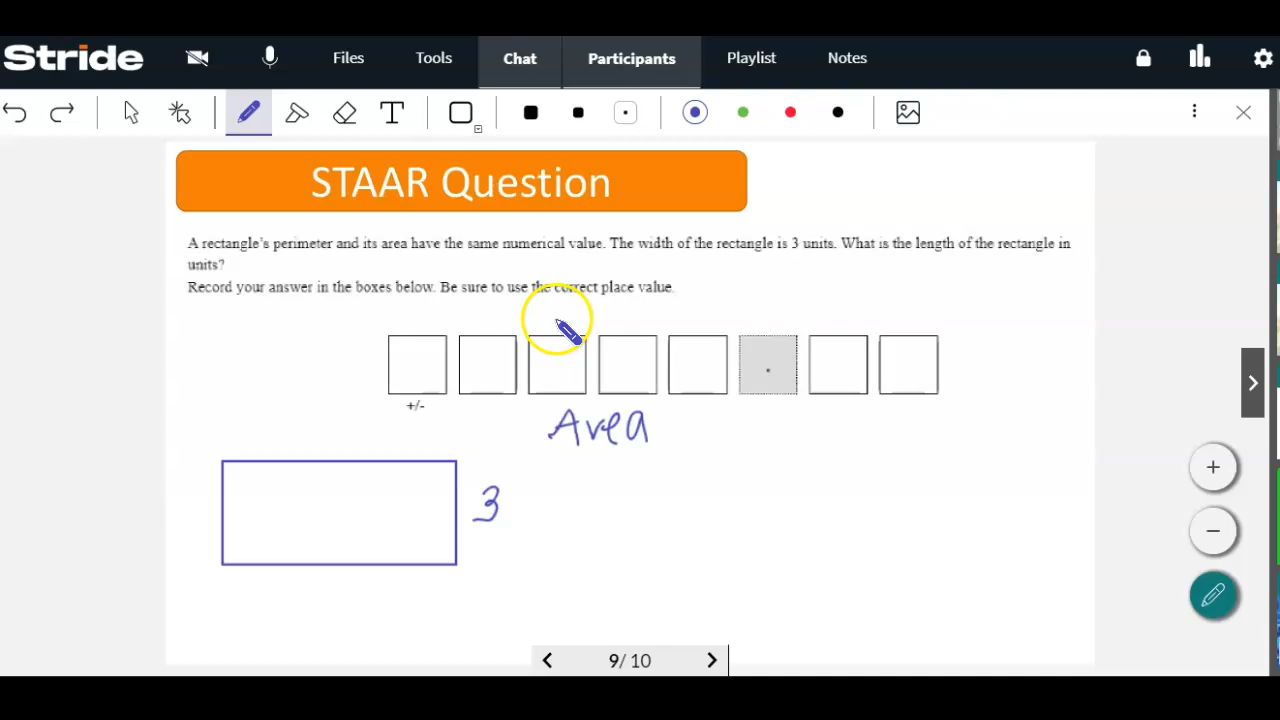 Stride Files Tools Chat Participants Playlist Notes
T
STAAR Question
A rectangle's perimeter and its area have the same numerical value. The width of the rectangle is 3 units. What is the length of the rectangle in
units?
Record your answer in the boxes below. Be sure to use the correct place value.
.
+/-
Area
3
9/ 10